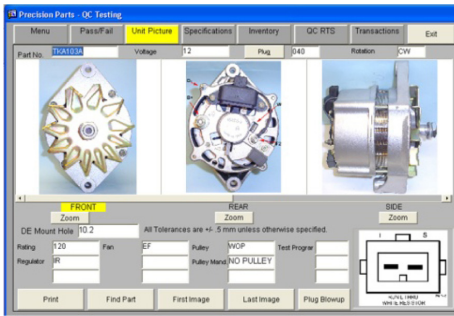 Precision Parts - QC Testing
Menu Pass/Fail Unit Picture Specifications Inventory QC RTS Transactions Exit
Part No. TKA103A Voltage 12 Plug 040 Rotation CW
FRONT REAR SIDE
Zoom Zoom Zoom
DE Mount Hole 10.2 All Tolerances are +/- .5 mm unless otherwise specified.
Rating 120 Fan EF Pulley WOP Test Prograr
Regulator IR Pulley Mand NO PULLEY
I S
Print Find Part First Image Last Image Plug Blowup